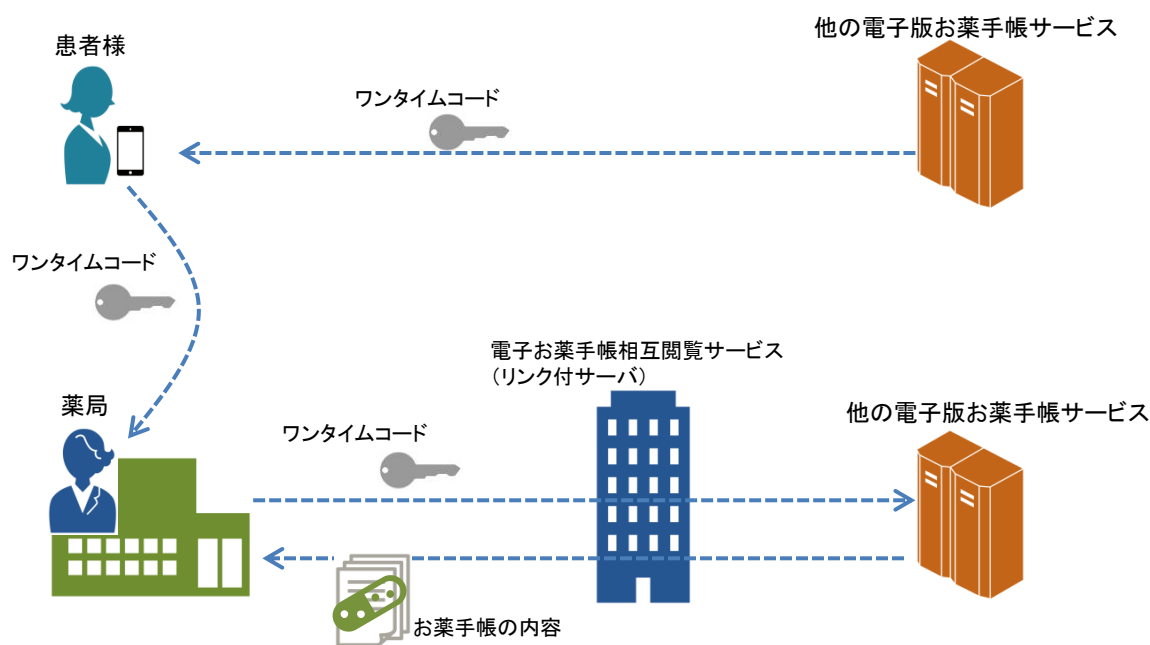 他の電子版お薬手帳サービス
患者様
ワンタイムコード
ワンタイムコード
電子お薬手帳相互閲覧サービス
（リンク付サーバ）
薬局
他の電子版お薬手帳サービス
ワンタイムコード
お薬手帳の内容